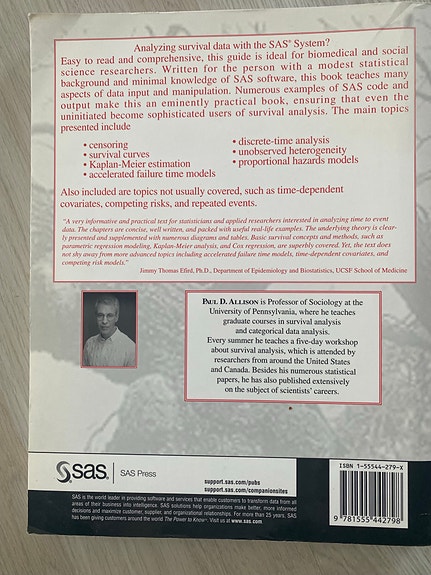 Analyzing survival data with the SAS® System?
Easy to read and comprehensive, this guide is ideal for biomedical and social
science researchers. Written for the person with a modest statistical
background and minimal knowledge of SAS software, this book teaches many
aspects of data input and manipulation. Numerous examples of SAS code and
output make this an eminently practical book, ensuring that even the
uninitiated become sophisticated users of survival analysis. The main topics
presented include
• censoring
• survival curves
• Kaplan-Meier estimation
• accelerated failure time models
• discrete-time analysis
• unobserved heterogeneity
• proportional hazards models
Also included are topics not usually covered, such as time-dependent
covariates, competing risks, and repeated events.
"A very informative and practical text for statisticians and applied researchers interested in analyzing time to event
data. The chapters are concise, well written, and packed with useful real-life examples. The underlying theory is clear-
ly presented and supplemented with numerous diagrams and tables. Basic survival concepts and methods, such as
parametric regression modeling, Kaplan-Meier analysis, and Cox regression, are superbly covered. Yet, the text does
not shy away from more advanced topics including accelerated failure time models, time-dependent covariates, and
competing risk models."
Jimmy Thomas Efird, Ph.D., Department of Epidemiology and Biostatistics, UCSF School of Medicine
PAUL D. ALLISON is Professor of Sociology at the
University of Pennsylvania, where he teaches
graduate courses in survival analysis
and categorical data analysis.
Every summer he teaches a five-day workshop
about survival analysis, which is attended by
researchers from around the United States
and Canada. Besides his numerous statistical
papers, he has also published extensively
on the subject of scientists' careers.
sas. SAS Press
support.sas.com/pubs
support.sas.com/companionsites
SAS is the world leader in providing software and services that enable customers to transform data from all
areas of their business into intelligence. SAS solutions help organizations make better, more informed
decisions and maximize customer, supplier, and organizational relationships. For more than 25 years, SAS
has been giving customers around the world The Power to Know®. Visit us at www.sas.com
ISBN 1-55544-279-X
9 781555 442798